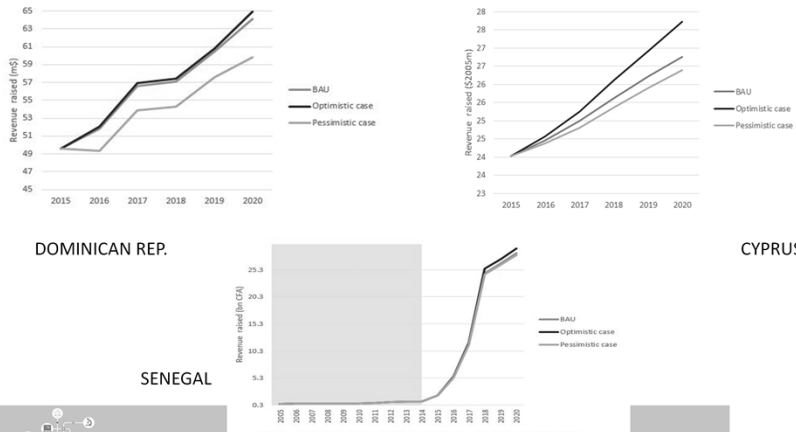 65
63
61
59
57
55
53
51
49
47
45
Revenue raised (m$)
2015 2016 2017 2018 2019 2020
BAU
Optimistic case
Pessimistic case
28
28
27
27
26
26
25
25
24
24
23
Revenue raised ($2005m)
2015 2016 2017 2018 2019 2020
BAU
Optimistic case
Pessimistic case
DOMINICAN REP.
CYPRUS
25.3
20.3
15.3
10.3
5.3
0.3
Revenue raised (bn CFA)
2005 2006 2007 2008 2009 2010 2011 2012 2013 2014 2015 2016 2017 2018 2019 2020
BAU
Optimistic case
Pessimistic case
SENEGAL